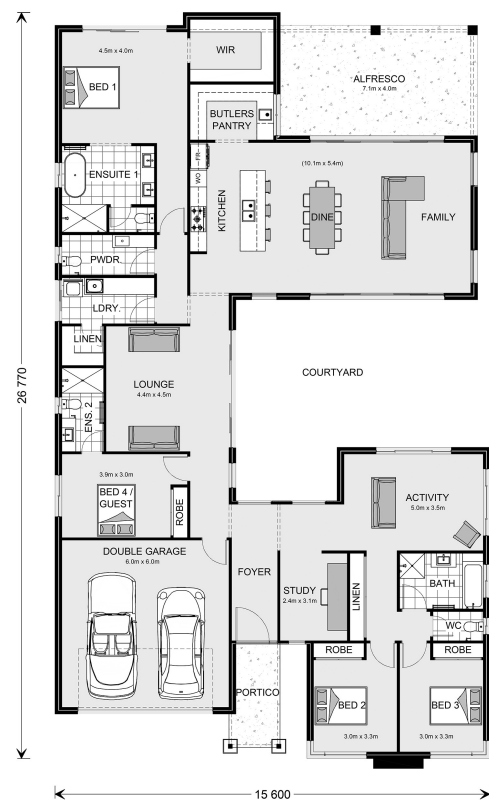 4.5m x 4.0m
BED 1
WIR
ALFRESCO
7.1m x 4.0m
BUTLERS
PANTRY
ENSUITE 1
FR
WO
KITCHEN
(10.1m x 5.4m)
DINE
FAMILY
PWDR.
LDRY.
LINEN
LOUNGE
4.4m x 4.5m
COURTYARD
ENS. 2
3.9m x 3.0m
BED 4 /
GUEST
ROBE
ACTIVITY
5.0m x 3.5m
DOUBLE GARAGE
6.0m x 6.0m
FOYER
STUDY
2.4m x 3.1m
LINEN
BATH
WC
ROBE
ROBE
PORTICO
BED 2
3.0m x 3.3m
BED 3
3.0m x 3.3m
26 770
15 600